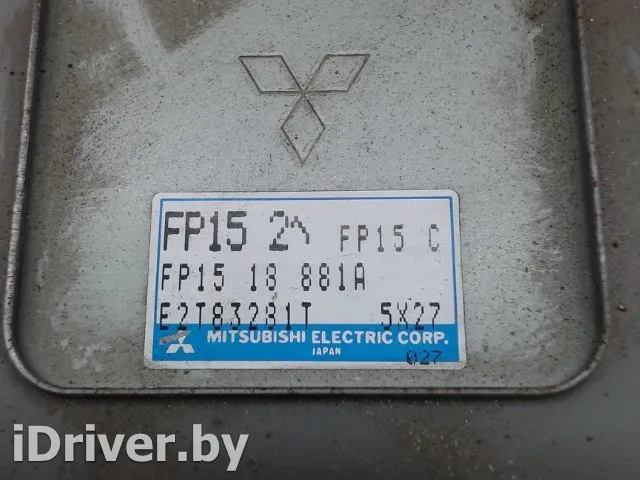 FP15 2^ FP15 C
FP15 18 881A
E2T83281T 5X27
MITSUBISHI ELECTRIC CORP.
JAPAN
027
iDriver.by